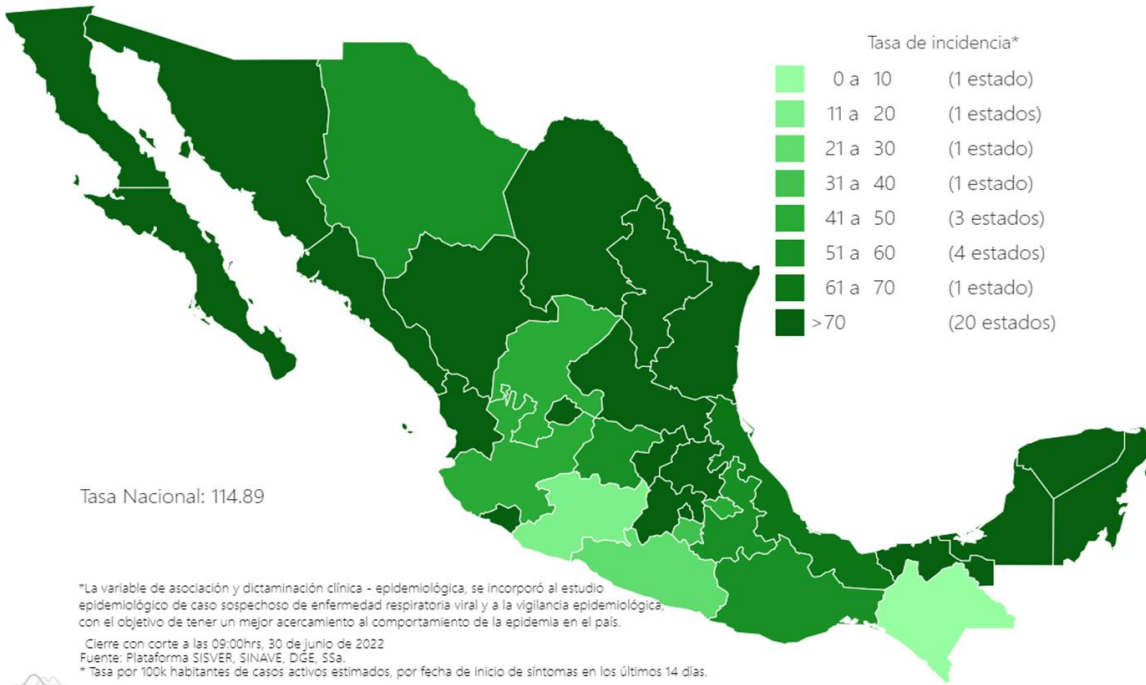 Tasa de incidencia*
0 a 10 (1 estado)
11 a 20 (1 estados)
21 a 30 (1 estado)
31 a 40 (1 estado)
41 a 50 (3 estados)
51 a 60 (4 estados)
61 a 70 (1 estado)
>70 (20 estados)
Tasa Nacional: 114.89
*La variable de asociación y dictaminación clínica - epidemiológica, se incorporó al estudio
epidemiológico de caso sospechoso de enfermedad respiratoria viral y a la vigilancia epidemiológica,
con el objetivo de tener un mejor acercamiento al comportamiento de la epidemia en el país.
Cierre con corte a las 09:00hrs, 30 de junio de 2022
Fuente: Plataforma SISVER, SINAVE, DGE, SSa.
* Tasa por 100k habitantes de casos activos estimados, por fecha de inicio de síntomas en los últimos 14 días.